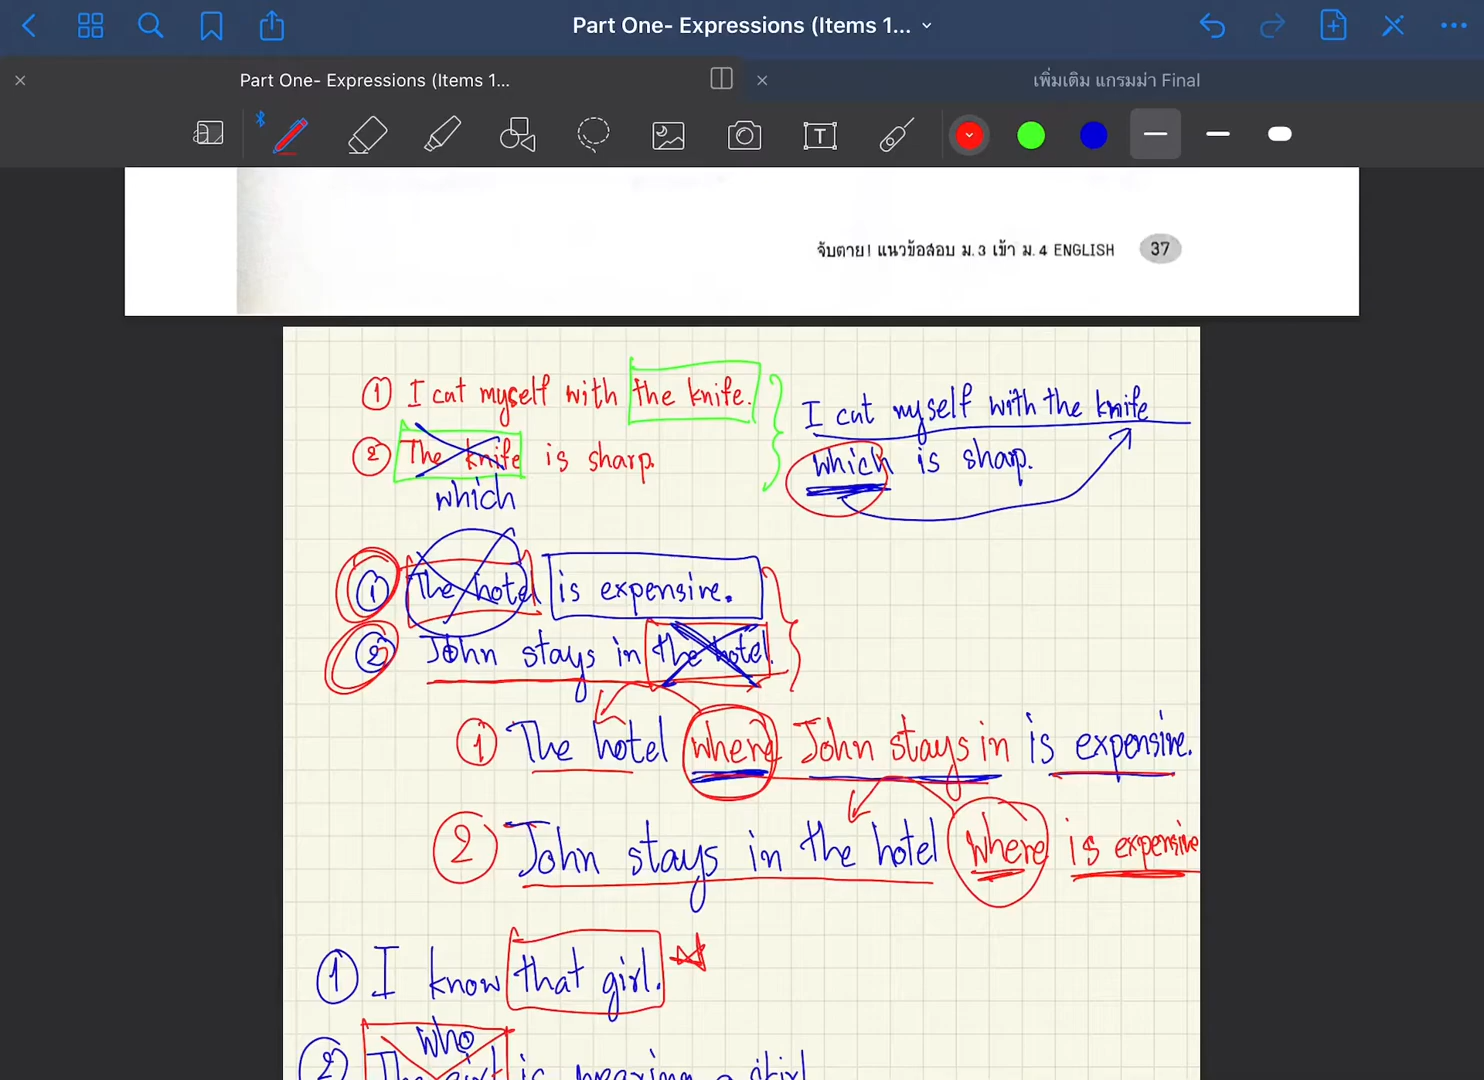 Part One- Expressions (Items 1...
Part One- Expressions (Items 1...
เพิ่มเติม แกรมม่า Final
จับตาย! แนวข้อสอบ ม.3 เข้า ม.4 ENGLISH 37
① I cut myself with the knife.
② The knife is sharp.
which
I cut myself with the knife
which is sharp.
① The hotel is expensive.
② John stays in the hotel.
① The hotel where John stays in is expensive.
② John stays in the hotel where is expensive
① I know that girl.
who
② The girl is wearing a